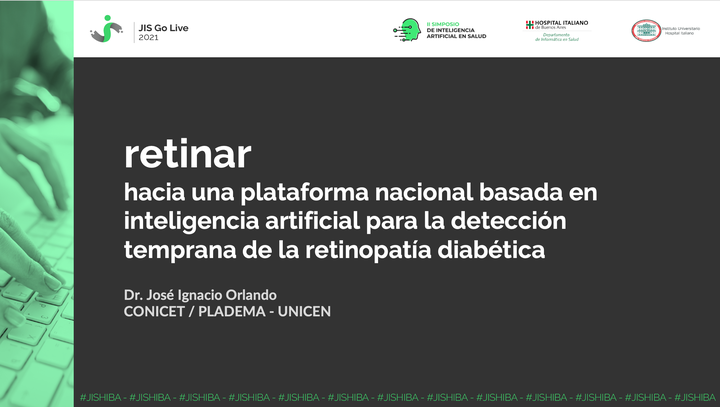 JIS Go Live
2021
II SIMPOSIO
DE INTELIGENCIA
ARTIFICIAL EN SALUD
HOSPITAL ITALIANO
de Buenos Aires
Departamento
de Informática en Salud
Instituto Universitario
Hospital Italiano
retinar
hacia una plataforma nacional basada en
inteligencia artificial para la detección
temprana de la retinopatía diabética
Dr. José Ignacio Orlando
CONICET / PLADEMA - UNICEN
#JISHIBA - #JISHIBA - #JISHIBA - #JISHIBA - #JISHIBA - #JISHIBA - #JISHIBA - #JISHIBA - #JISHIBA - #JISHIBA - #JISHIBA - #JISHIBA - #JISHIBA